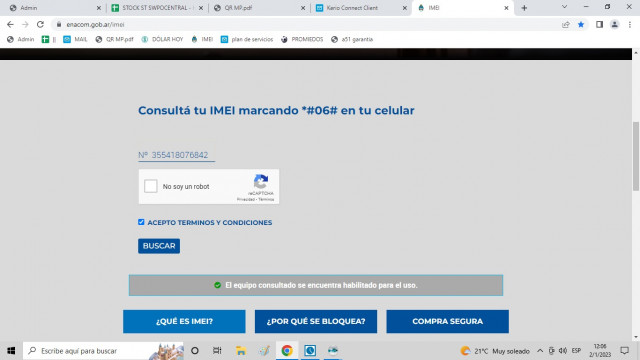 Admin
STOCK ST SWPOCENTRAL -
QR MP.pdf
Kerio Connect Client
IMEI
enacom.gob.ar/imei
Admin
||
MAIL
QR MP.pdf
DÓLAR HOY
IMEI
plan de servicios
PROMIEDOS
a51 garantia
Consultá tu IMEI marcando *#06# en tu celular
Nº 355418076842
No soy un robot
reCAPTCHA
Privacidad - Términos
ACEPTO TERMINOS Y CONDICIONES
BUSCAR
El equipo consultado se encuentra habilitado para el uso.
¿QUÉ ES IMEI?
¿POR QUÉ SE BLOQUEA?
COMPRA SEGURA
Escribe aquí para buscar
21°C Muy soleado
ESP
12:06
2/1/2023